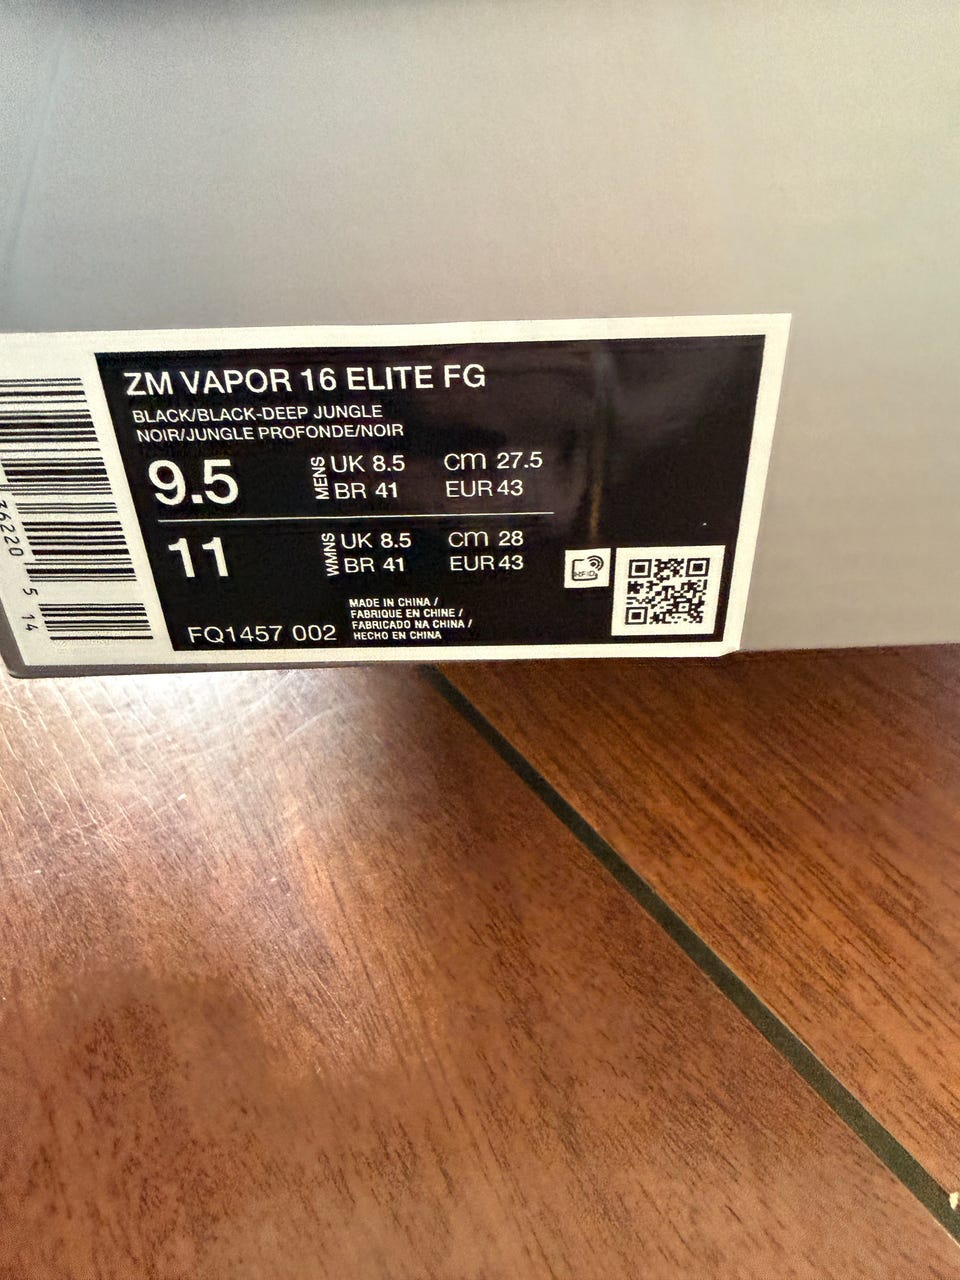 ZM VAPOR 16 ELITE FG
BLACK/BLACK-DEEP JUNGLE
NOIR/JUNGLE PROFONDE/NOIR
9.5 MENS UK 8.5 cm 27.5
BR 41 EUR 43
11 WMNS UK 8.5 cm 28
BR 41 EUR 43
RFID
MADE IN CHINA /
FABRIQUE EN CHINE /
FABRICADO NA CHINA /
HECHO EN CHINA
FQ1457 002
36220 5 14